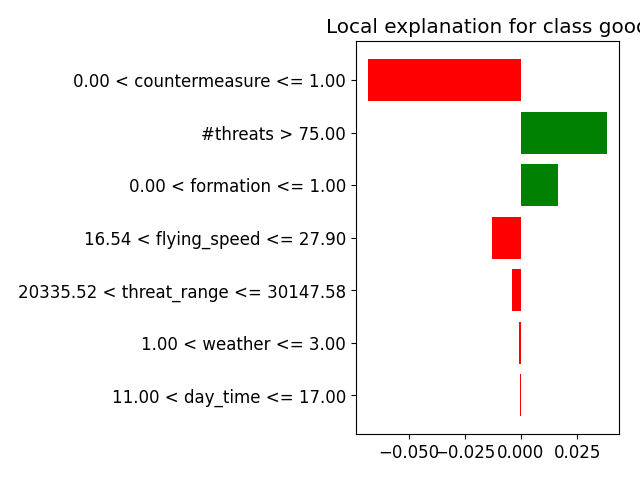 Local explanation for class good
0.00 < countermeasure <= 1.00
#threats > 75.00
0.00 < formation <= 1.00
16.54 < flying_speed <= 27.90
20335.52 < threat_range <= 30147.58
1.00 < weather <= 3.00
11.00 < day_time <= 17.00
−0.050 −0.025 0.000 0.025